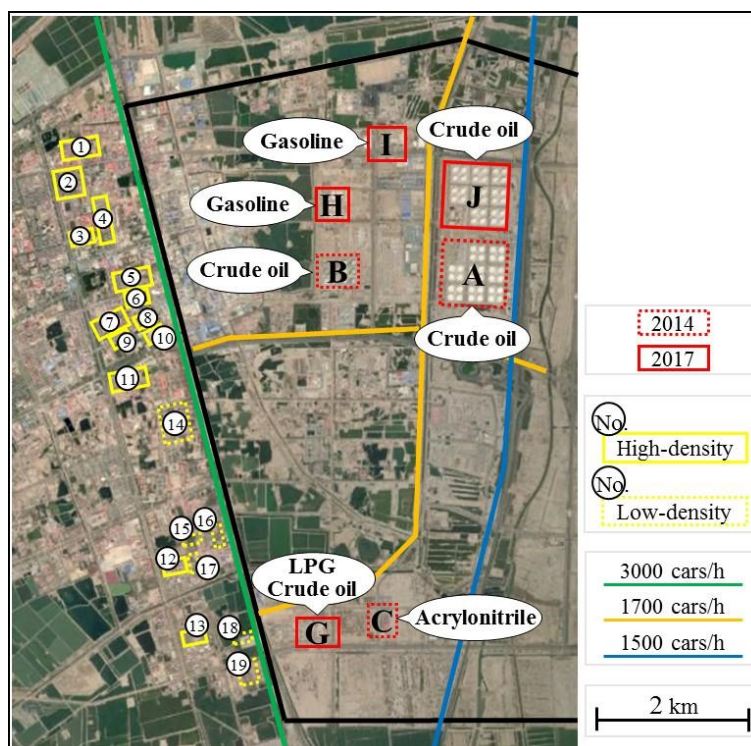 Gasoline
I
Crude oil
J
Gasoline
H
Crude oil
B
A
Crude oil
1
2
4
3
5
6
7
8
9
10
11
14
15
16
12
17
13
18
19
LPG
Crude oil
G
C
Acrylonitrile
2014
2017
No.
High-density
No.
Low-density
3000 cars/h
1700 cars/h
1500 cars/h
2 km